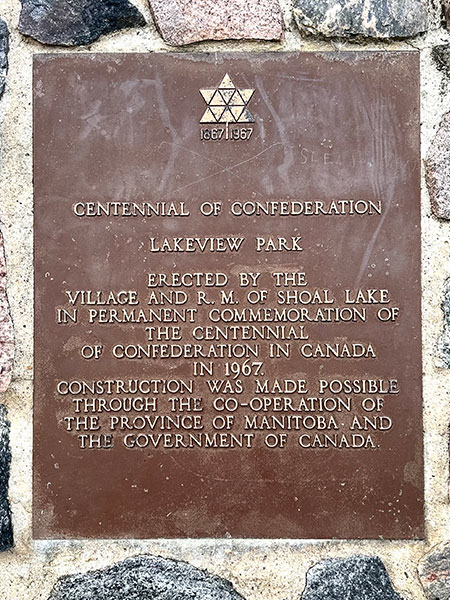 1867 1967
CENTENNIAL OF CONFEDERATION
LAKEVIEW PARK
ERECTED BY THE
VILLAGE AND R. M. OF SHOAL LAKE
IN PERMANENT COMMEMORATION OF
THE CENTENNIAL
OF CONFEDERATION IN CANADA
IN 1967.
CONSTRUCTION WAS MADE POSSIBLE
THROUGH THE CO-OPERATION OF
THE PROVINCE OF MANITOBA AND
THE GOVERNMENT OF CANADA.